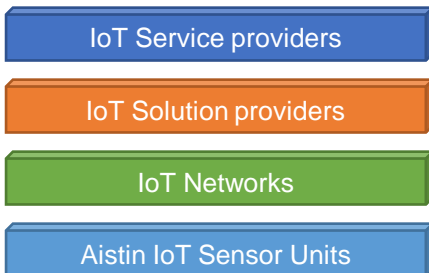 IoT Service providers
IoT Solution providers
IoT Networks
Aistin IoT Sensor Units